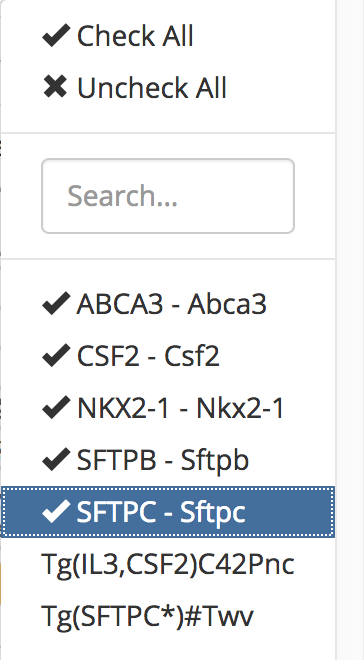 Check All
Uncheck All
Search...
ABCA3 - Abca3
CSF2 - Csf2
NKX2-1 - Nkx2-1
SFTPB - Sftpb
SFTPC - Sftpc
Tg(IL3,CSF2)C42Pnc
Tg(SFTPC*)#Twv